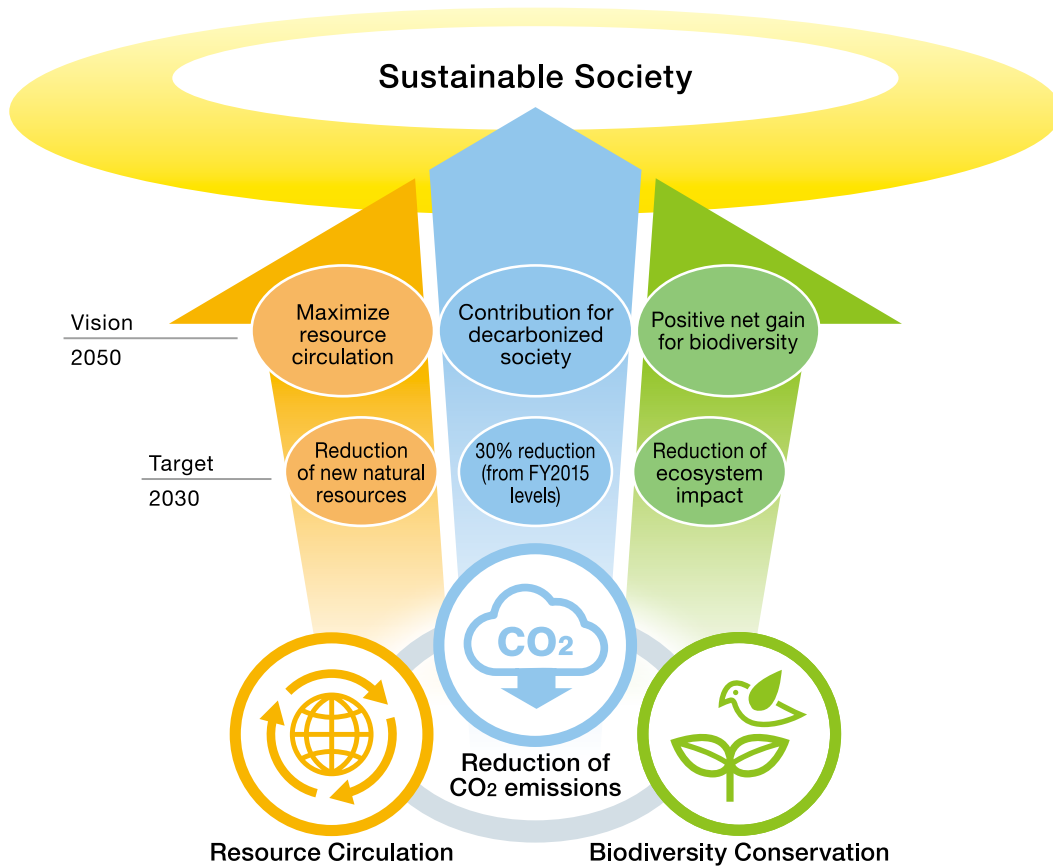 Sustainable Society
Vision
2050
Maximize
resource
circulation
Contribution for
decarbonized
society
Positive net gain
for biodiversity
Target
2030
Reduction
of new natural
resources
30% reduction
(from FY2015
levels)
Reduction of
ecosystem
impact
CO₂
Reduction of
CO₂ emissions
Resource Circulation
Biodiversity Conservation